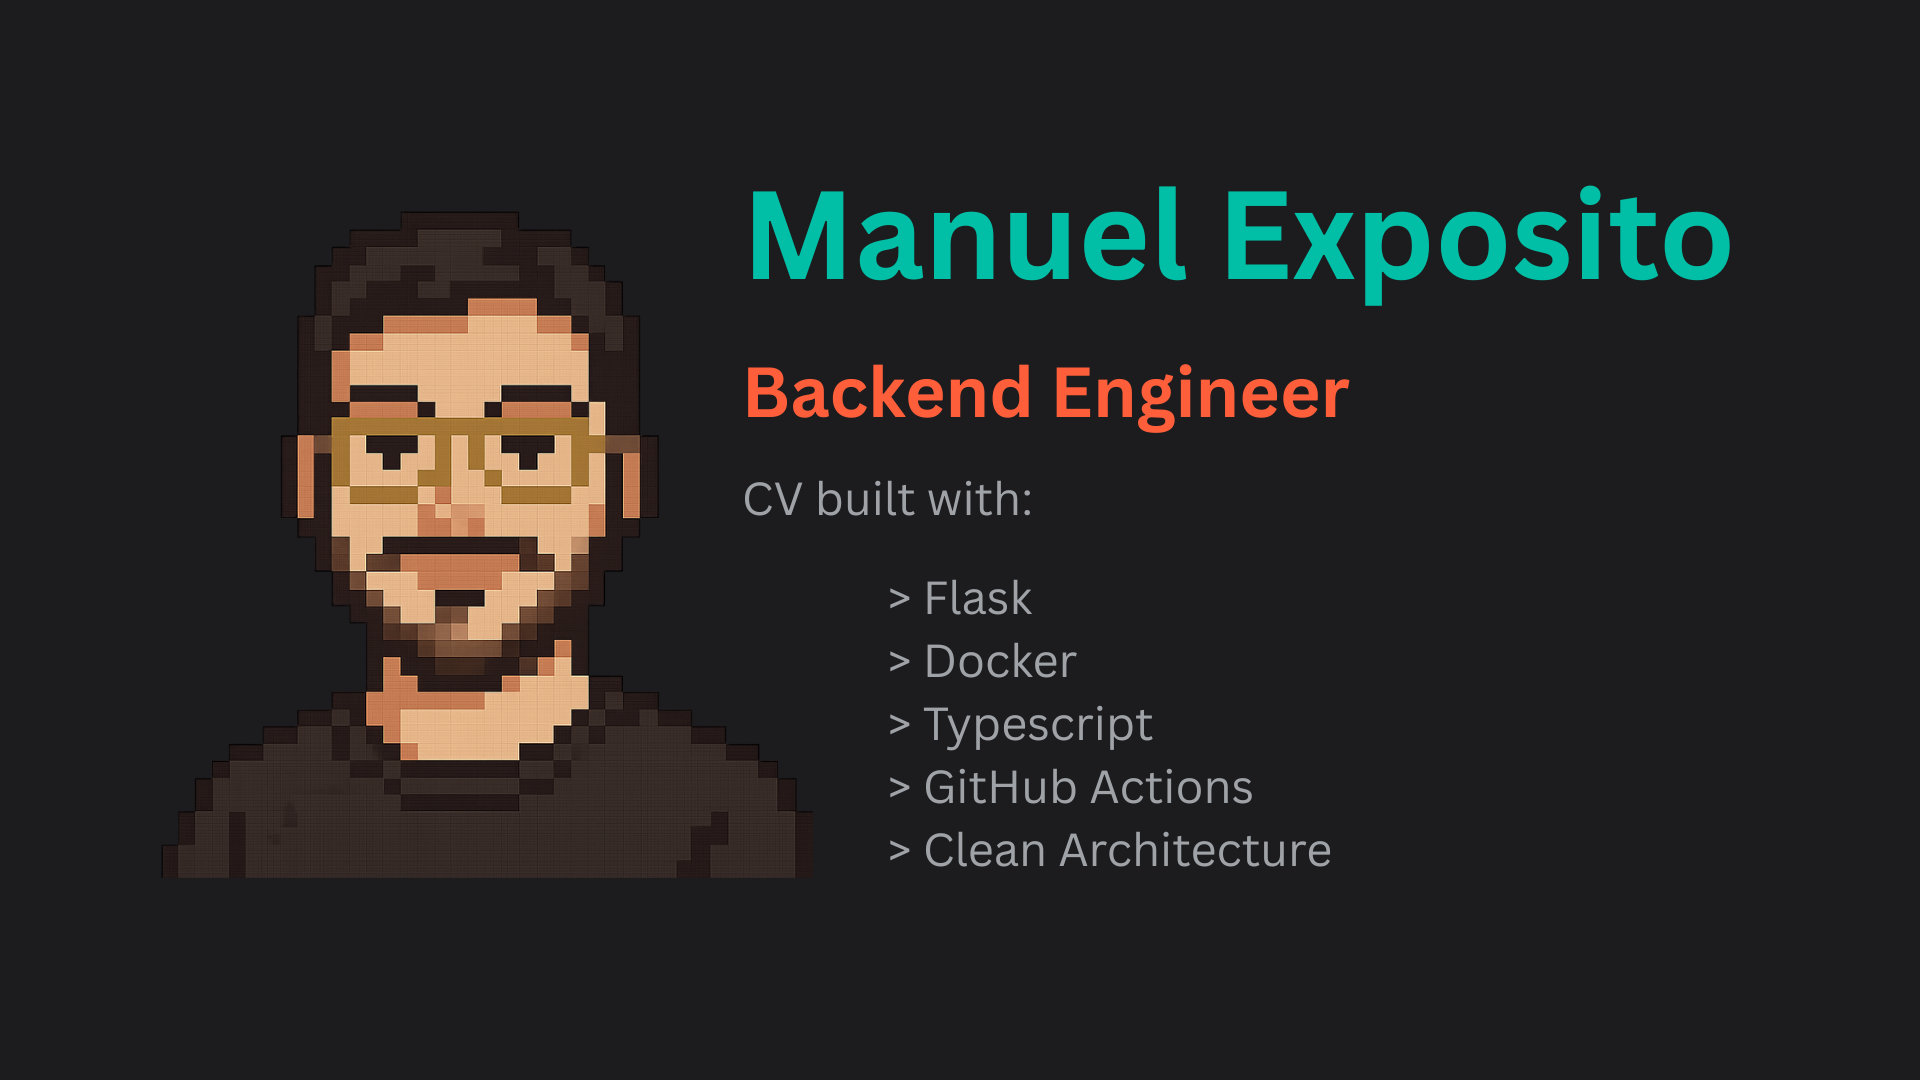 Manuel Exposito
Backend Engineer
CV built with:
> Flask
> Docker
> Typescript
> GitHub Actions
> Clean Architecture